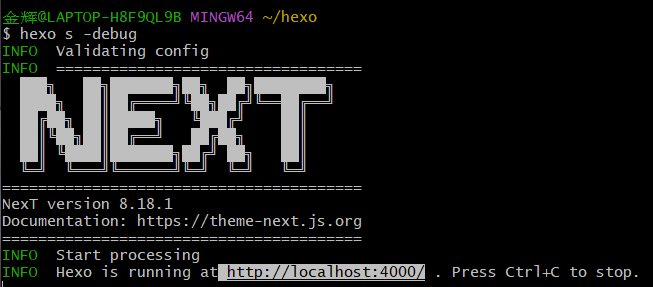 金辉@LAPTOP-H8F9QL9B MINGW64 ~/hexo
$ hexo s -debug
INFO  Validating config
INFO  ==================================
NEXT
========================================
NexT version 8.18.1
Documentation: https://theme-next.js.org
========================================
INFO  Start processing
INFO  Hexo is running at http://localhost:4000/ . Press Ctrl+C to stop.